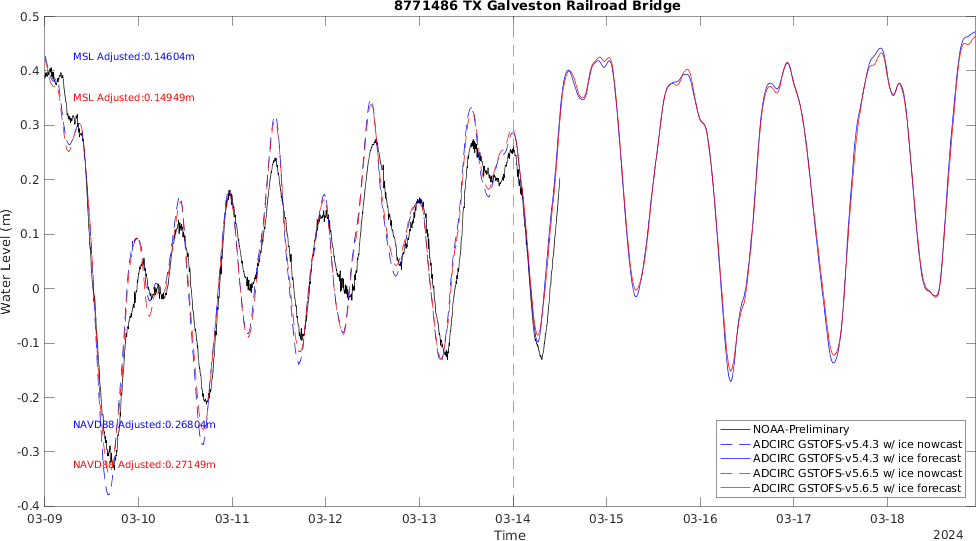 8771486 TX Galveston Railroad Bridge
0.5
0.4
0.3
0.2
0.1
0
-0.1
-0.2
-0.3
-0.4
Water Level (m)
MSL Adjusted:0.14604m
MSL Adjusted:0.14949m
NAVD88 Adjusted:0.26804m
NAVD88 Adjusted:0.27149m
NOAA-Preliminary
ADCIRC GSTOFS-v5.4.3 w/ ice nowcast
ADCIRC GSTOFS-v5.4.3 w/ ice forecast
ADCIRC GSTOFS-v5.6.5 w/ ice nowcast
ADCIRC GSTOFS-v5.6.5 w/ ice forecast
03-09 03-10 03-11 03-12 03-13 03-14 03-15 03-16 03-17 03-18
Time
2024